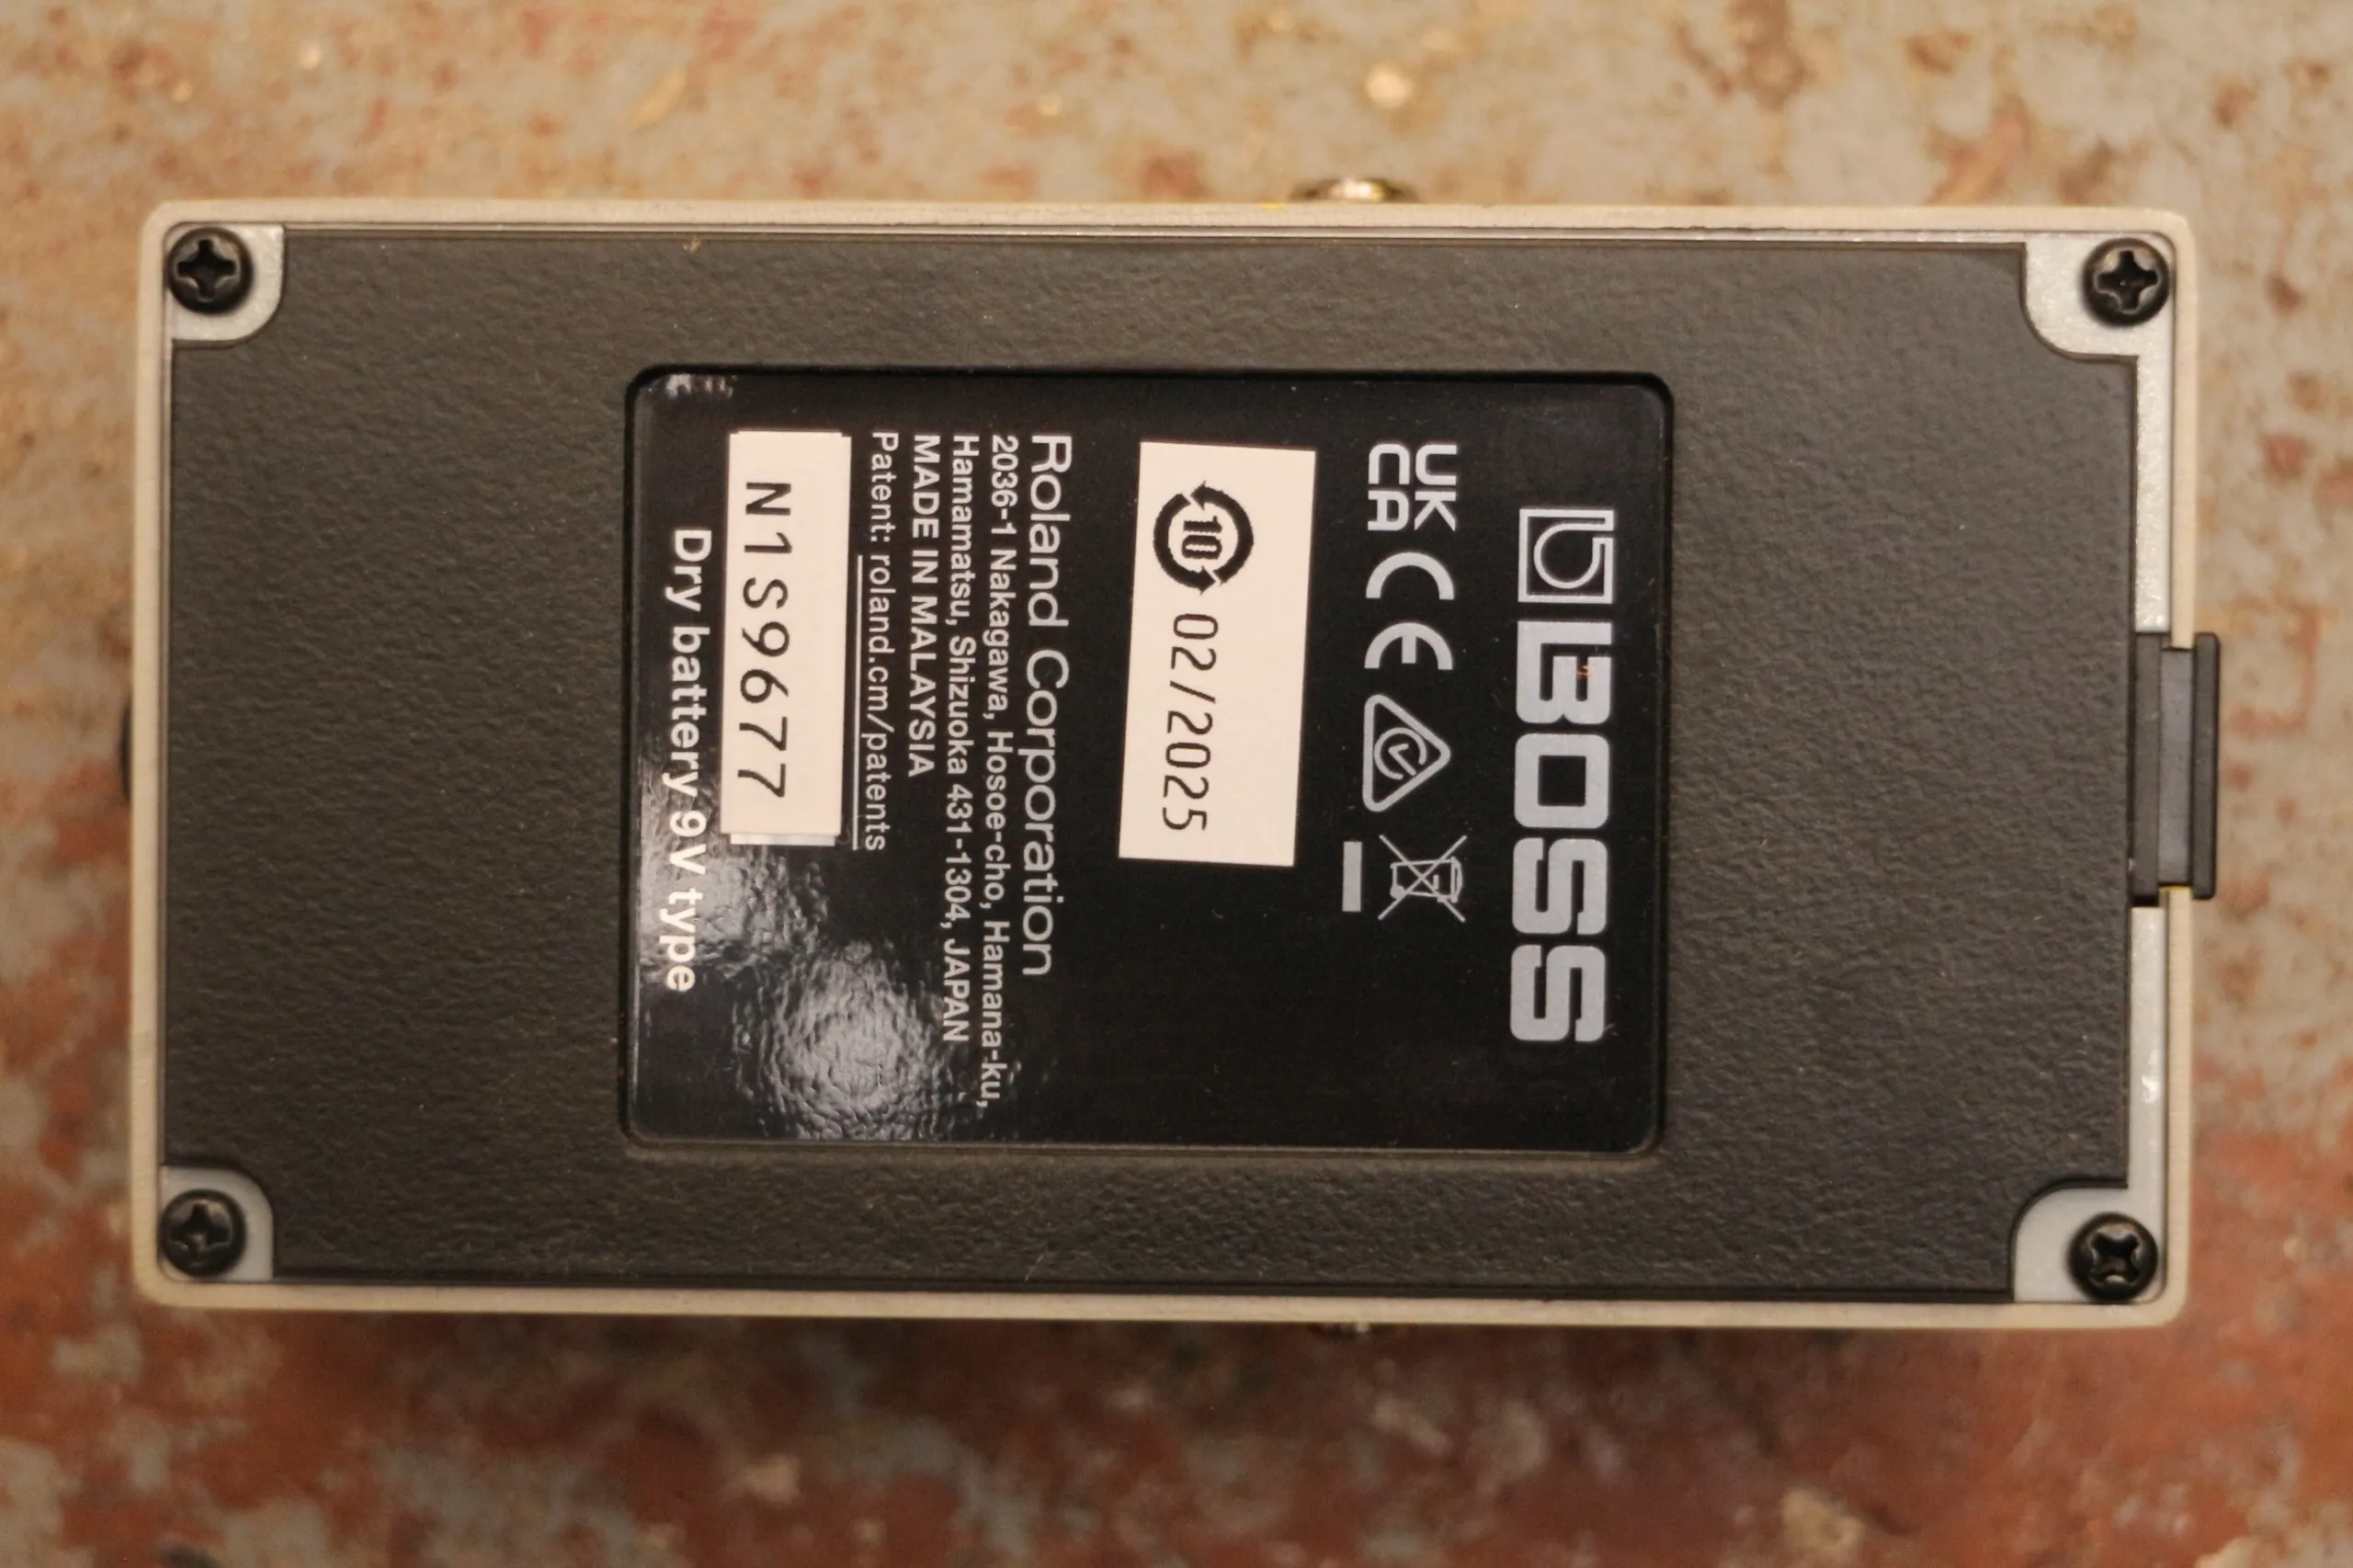 BOSS
UK
CA CE
10 02/2025
Roland Corporation
2036-1 Nakagawa, Hosoe-cho, Hamana-ku,
Hamamatsu, Shizuoka 431-1304, JAPAN
MADE IN MALAYSIA
Patent: roland.cm/patents
N1S9677
Dry battery 9V type